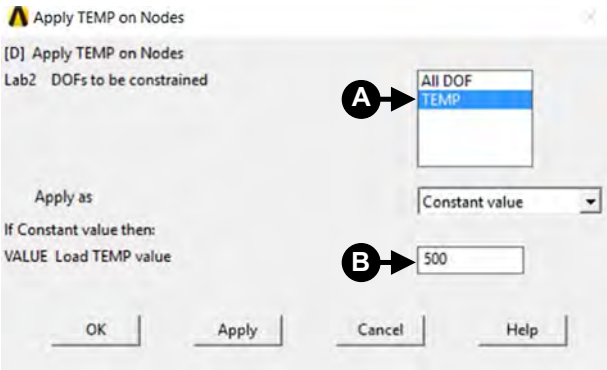 Apply TEMP on Nodes
[D] Apply TEMP on Nodes
Lab2 DOFs to be constrained
All DOF
A
TEMP
Apply as
Constant value
If Constant value then:
VALUE Load TEMP value
B
500
OK
Apply
Cancel
Help